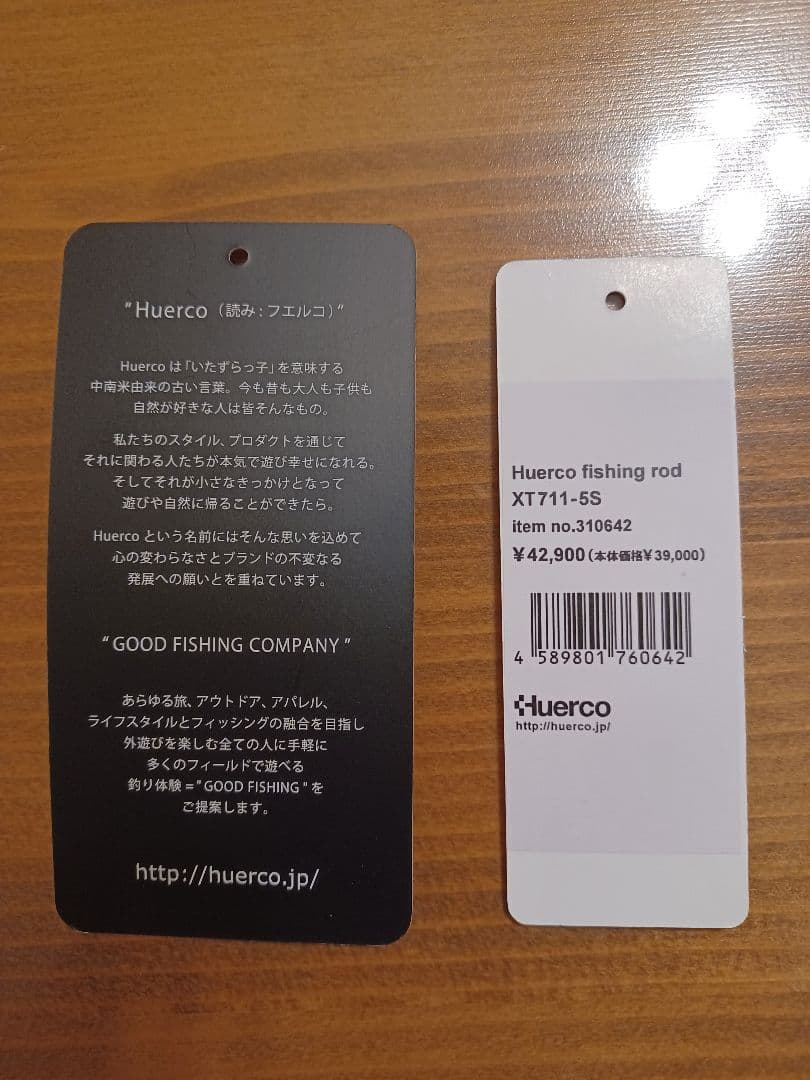 "Huerco（読み:フエルコ）"
Huerco は「いたずらっ子」を意味する
中南米由来の古い言葉。今も昔も大人も子供も
自然が好きな人は皆そんなもの。
私たちのスタイル、プロダクトを通じて
それに関わる人たちが本気で遊び幸せになれる。
そしてそれが小さなきっかけとなって
遊びや自然に帰ることができたら。
Huerco という名前にはそんな思いを込めて
心の変わらなさとブランドの不変なる
発展への願いとを重ねています。
"GOOD FISHING COMPANY"
あらゆる旅、アウトドア、アパレル、
ライフスタイルとフィッシングの融合を目指し
外遊びを楽しむ全ての人に手軽に
多くのフィールドで遊べる
釣り体験="GOOD FISHING"を
ご提案します。
http://huerco.jp/
Huerco fishing rod
XT711-5S
item no.310642
¥42,900(本体価格¥39,000)
4 589801 760642
Huerco
http://huerco.jp/